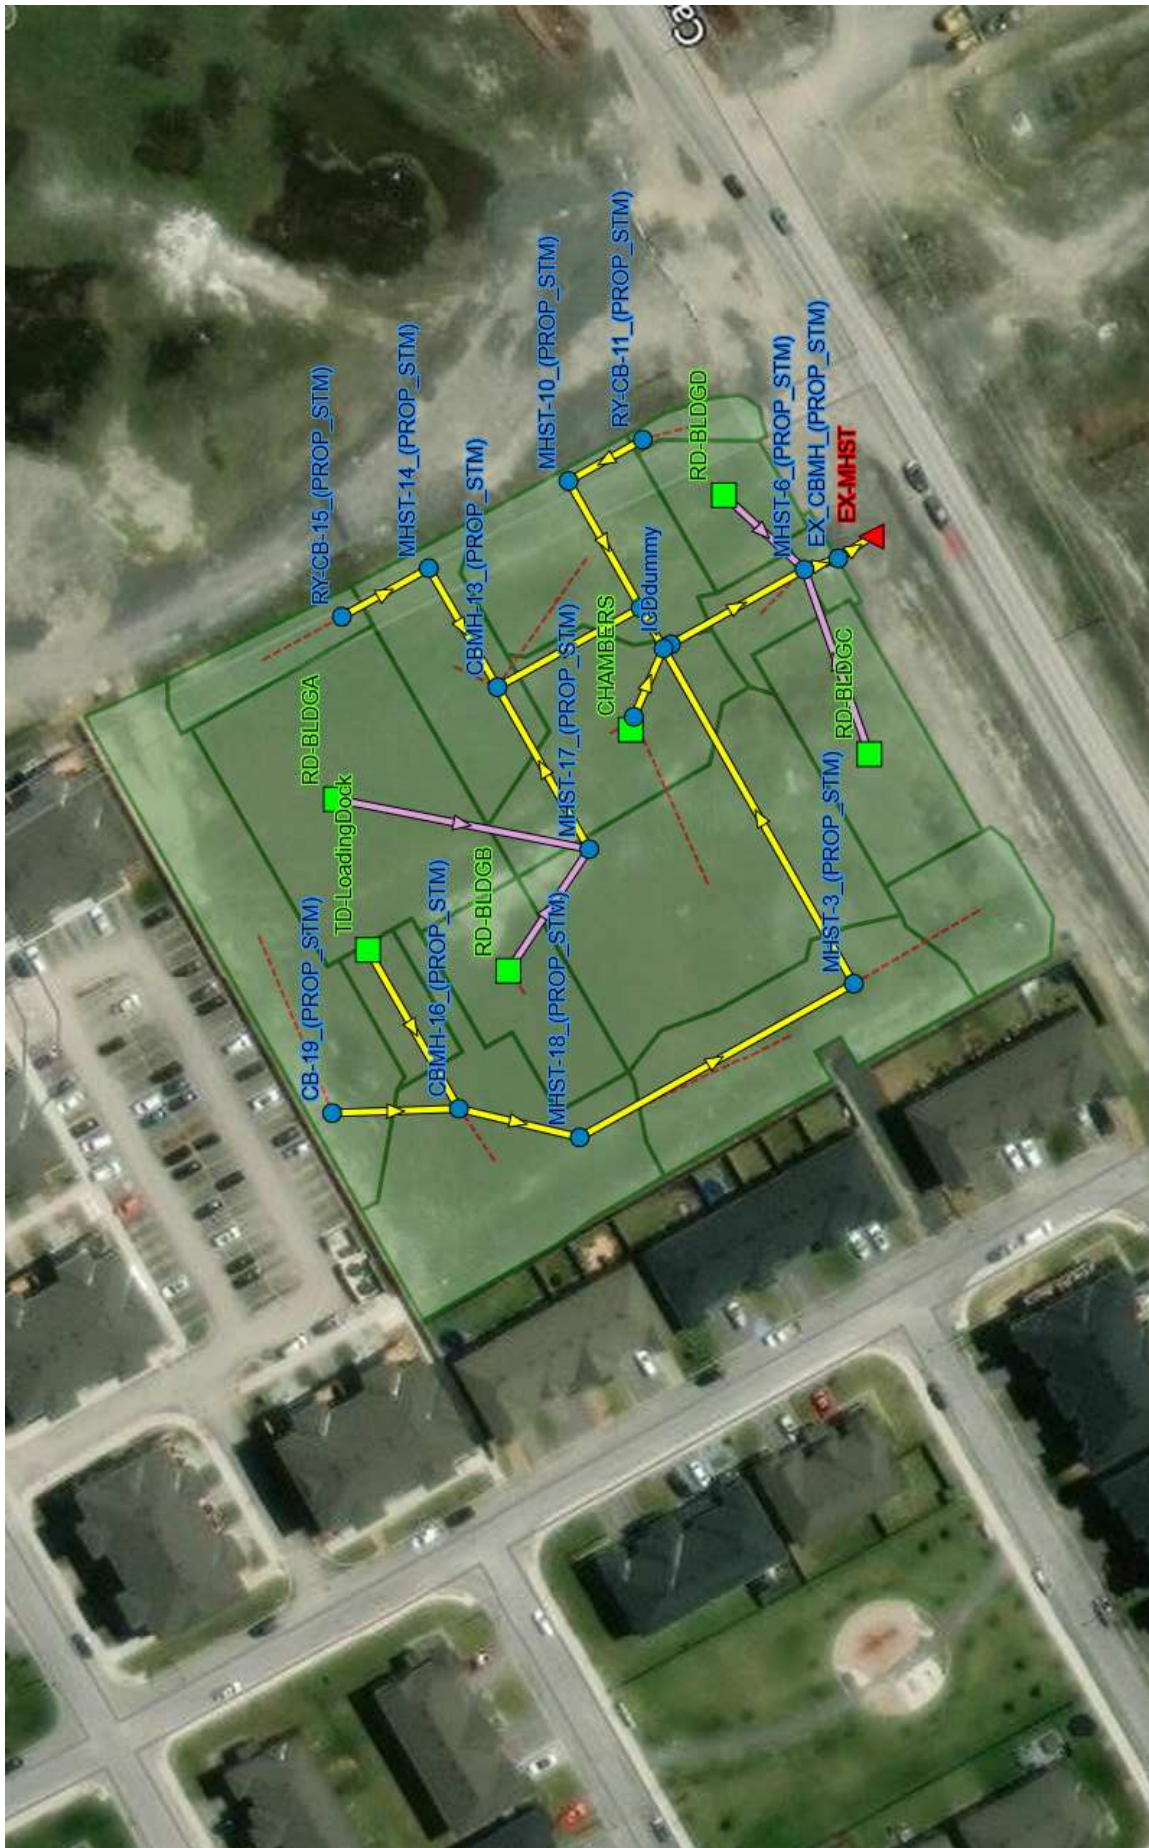 Ca
RY-CB-11_(PROP_STM)
MHST-10_(PROP_STM)
MHST-6_(PROP_STM)
EX_CBMH_(PROP_STM)
EX-MHST
RD-BLDGD
MHST-14_(PROP_STM)
RY-CB-15_(PROP_STM)
CBMH-13_(PROP_STM)
ICDdummy
CHAMBERS
MHST-17_(PROP_STM)
RD-BLDGC
RD-BLDGA
MHST-3_(PROP_STM)
TD-LoadingDock
RD-BLDGB
CBMH-16_(PROP_STM)
MHST-18_(PROP_STM)
CB-19_(PROP_STM)